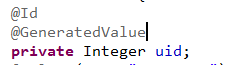 @Id
@GeneratedValue
private Integer uid;